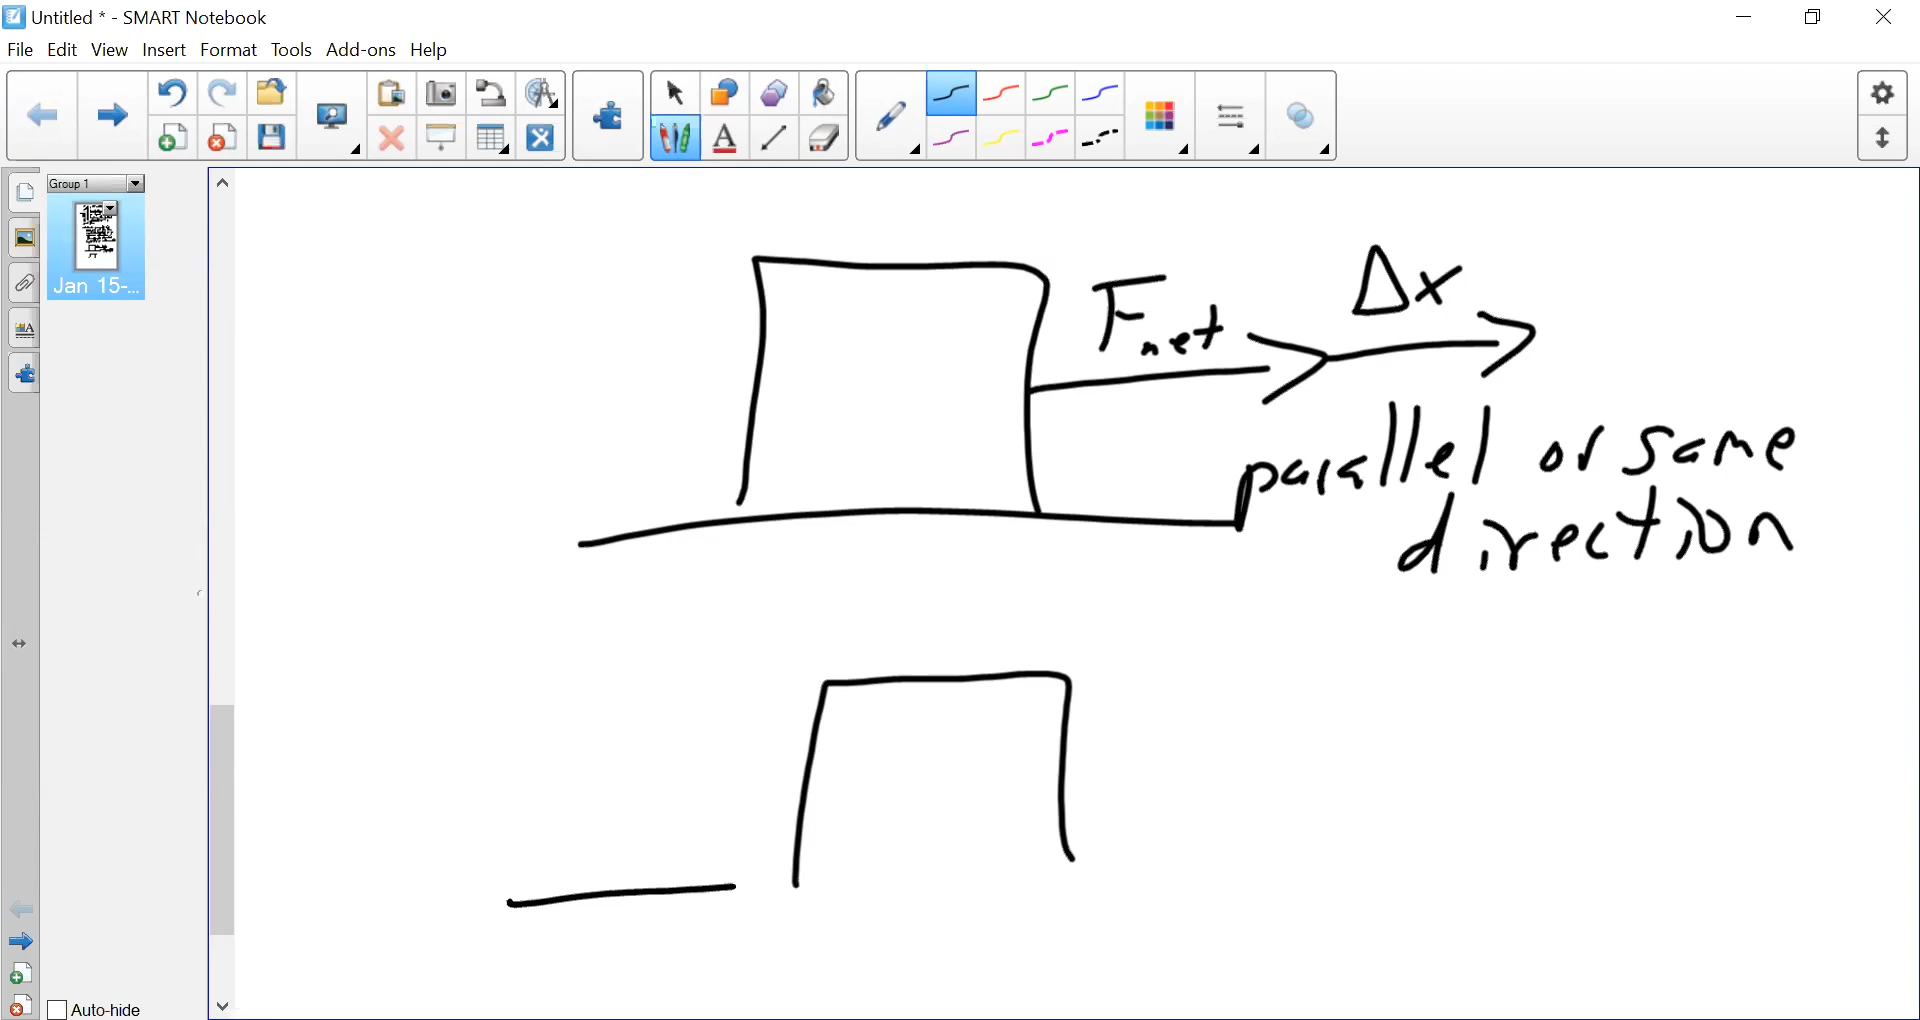 Untitled * - SMART Notebook
File Edit View Insert Format Tools Add-ons Help
Group 1
Jan 15-...
Fnet
Δx
parallel or same
direction
Auto-hide